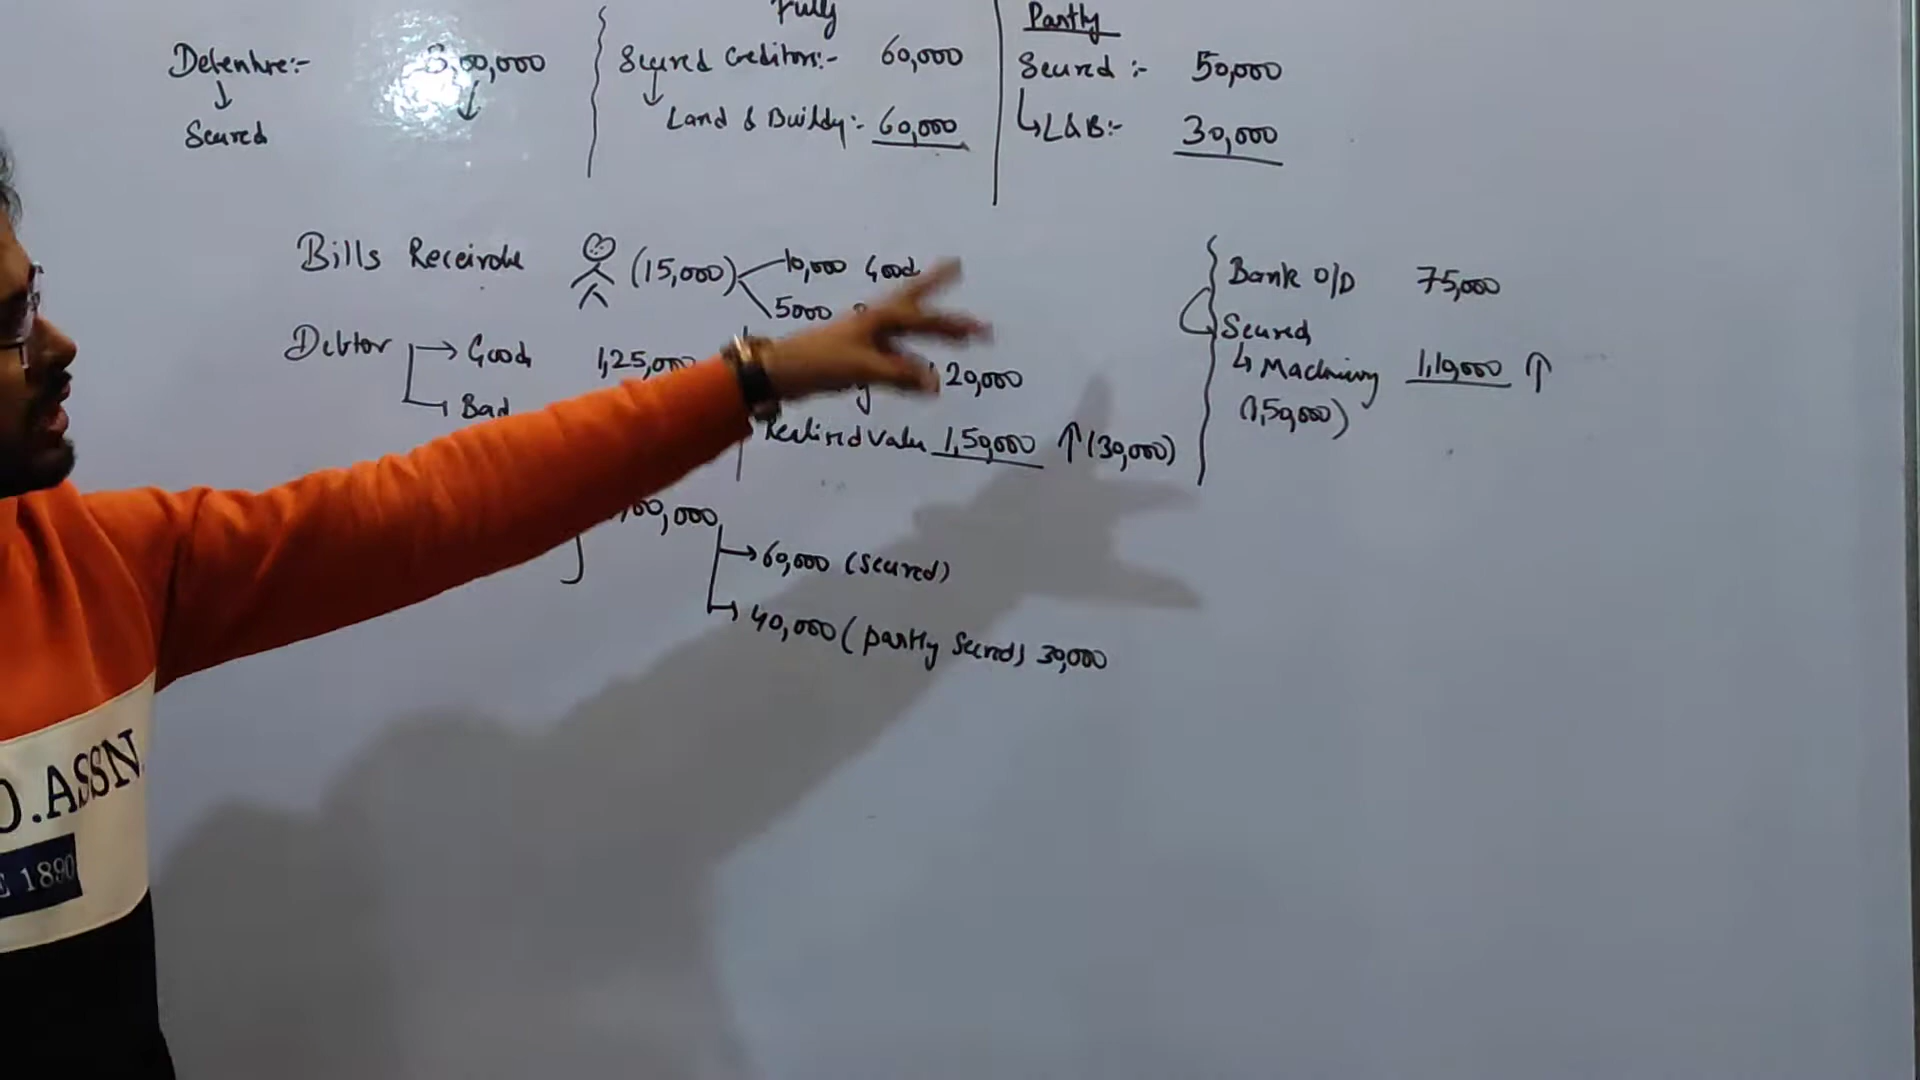 Fully
Debenture:- 3,00,000
↓ ↓
Secured
Secured Creditors:- 60,000
↳ Land & Buildy:- 60,000
Partly
Secured :- 50,000
↳ L&B:- 30,000
Bills Receivable (15,000) 10,000 Good
5000
Debtor → Good 1,25,000
Bad
20,000
Realised Value 1,50,000 ↑ (30,000)
Bank O/D 75,000
Secured
↳ Machinery 1,10,000 ↑
(1,50,000)
00,000
→ 60,000 (Secured)
→ 40,000 (partly Secured) 30,000
O.ASSN.
E 1890